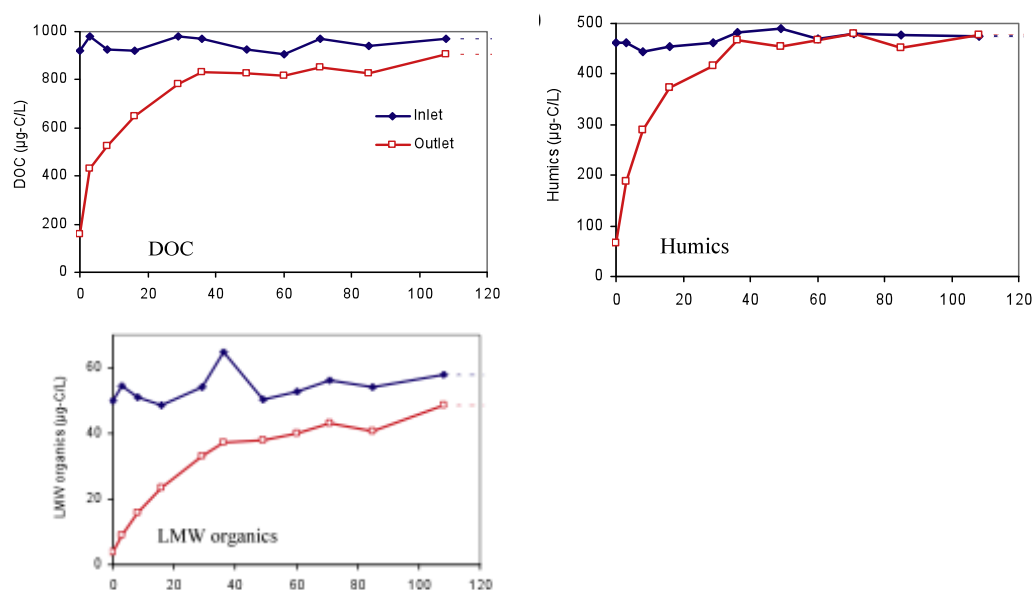 1000
800
600
400
200
0
DOC (µg-C/L)
Inlet
Outlet
DOC
0 20 40 60 80 100 120
)
500
400
300
200
100
0
Humics (µg-C/L)
Humics
0 20 40 60 80 100 120
60
40
20
0
LMW organics (µg-C/L)
LMW organics
0 20 40 60 80 100 120